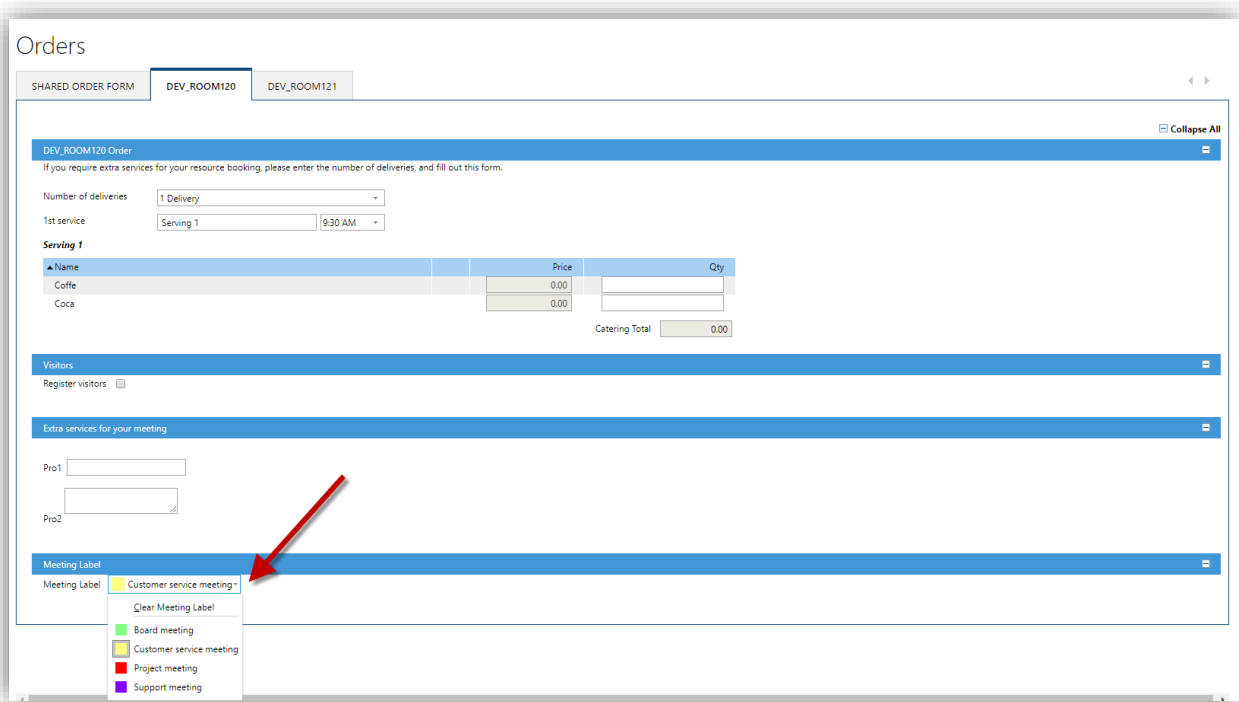 Orders
SHARED ORDER FORM DEV_ROOM120 DEV_ROOM121
Collapse All
DEV_ROOM120 Order
If you require extra services for your resource booking, please enter the number of deliveries, and fill out this form.
Number of deliveries 1 Delivery
1st service Serving 1 9:30 AM
Serving 1
Name Price Qty
Coffe 0.00
Coca 0.00
Catering Total 0.00
Visitors
Register visitors
Extra services for your meeting
Pro1
Pro2
Meeting Label
Meeting Label Customer service meeting
Clear Meeting Label
Board meeting
Customer service meeting
Project meeting
Support meeting